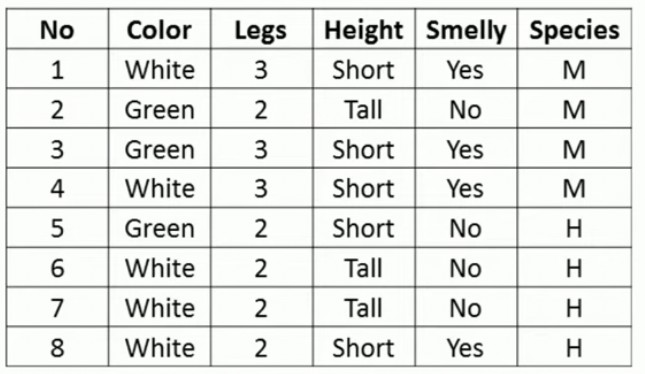 No Color Legs Height Smelly Species
1 White 3 Short Yes M
2 Green 2 Tall No M
3 Green 3 Short Yes M
4 White 3 Short Yes M
5 Green 2 Short No H
6 White 2 Tall No H
7 White 2 Tall No H
8 White 2 Short Yes H